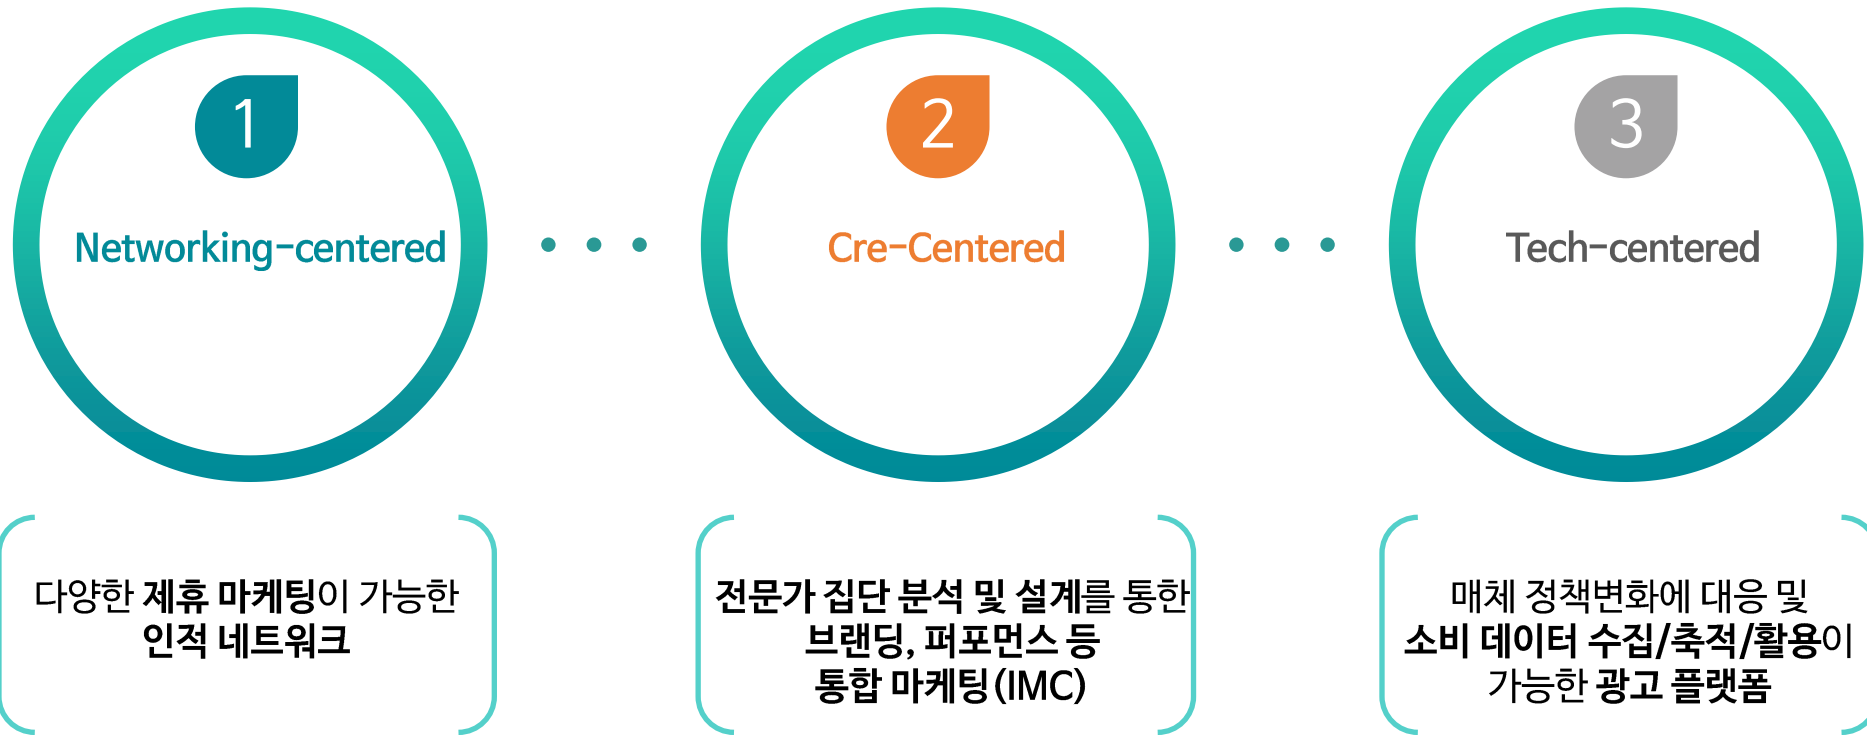 1
Networking-centered
다양한 제휴 마케팅이 가능한
인적 네트워크
2
Cre-Centered
전문가 집단 분석 및 설계를 통한
브랜딩, 퍼포먼스 등
통합 마케팅(IMC)
3
Tech-centered
매체 정책변화에 대응 및
소비 데이터 수집/축적/활용이
가능한 광고 플랫폼